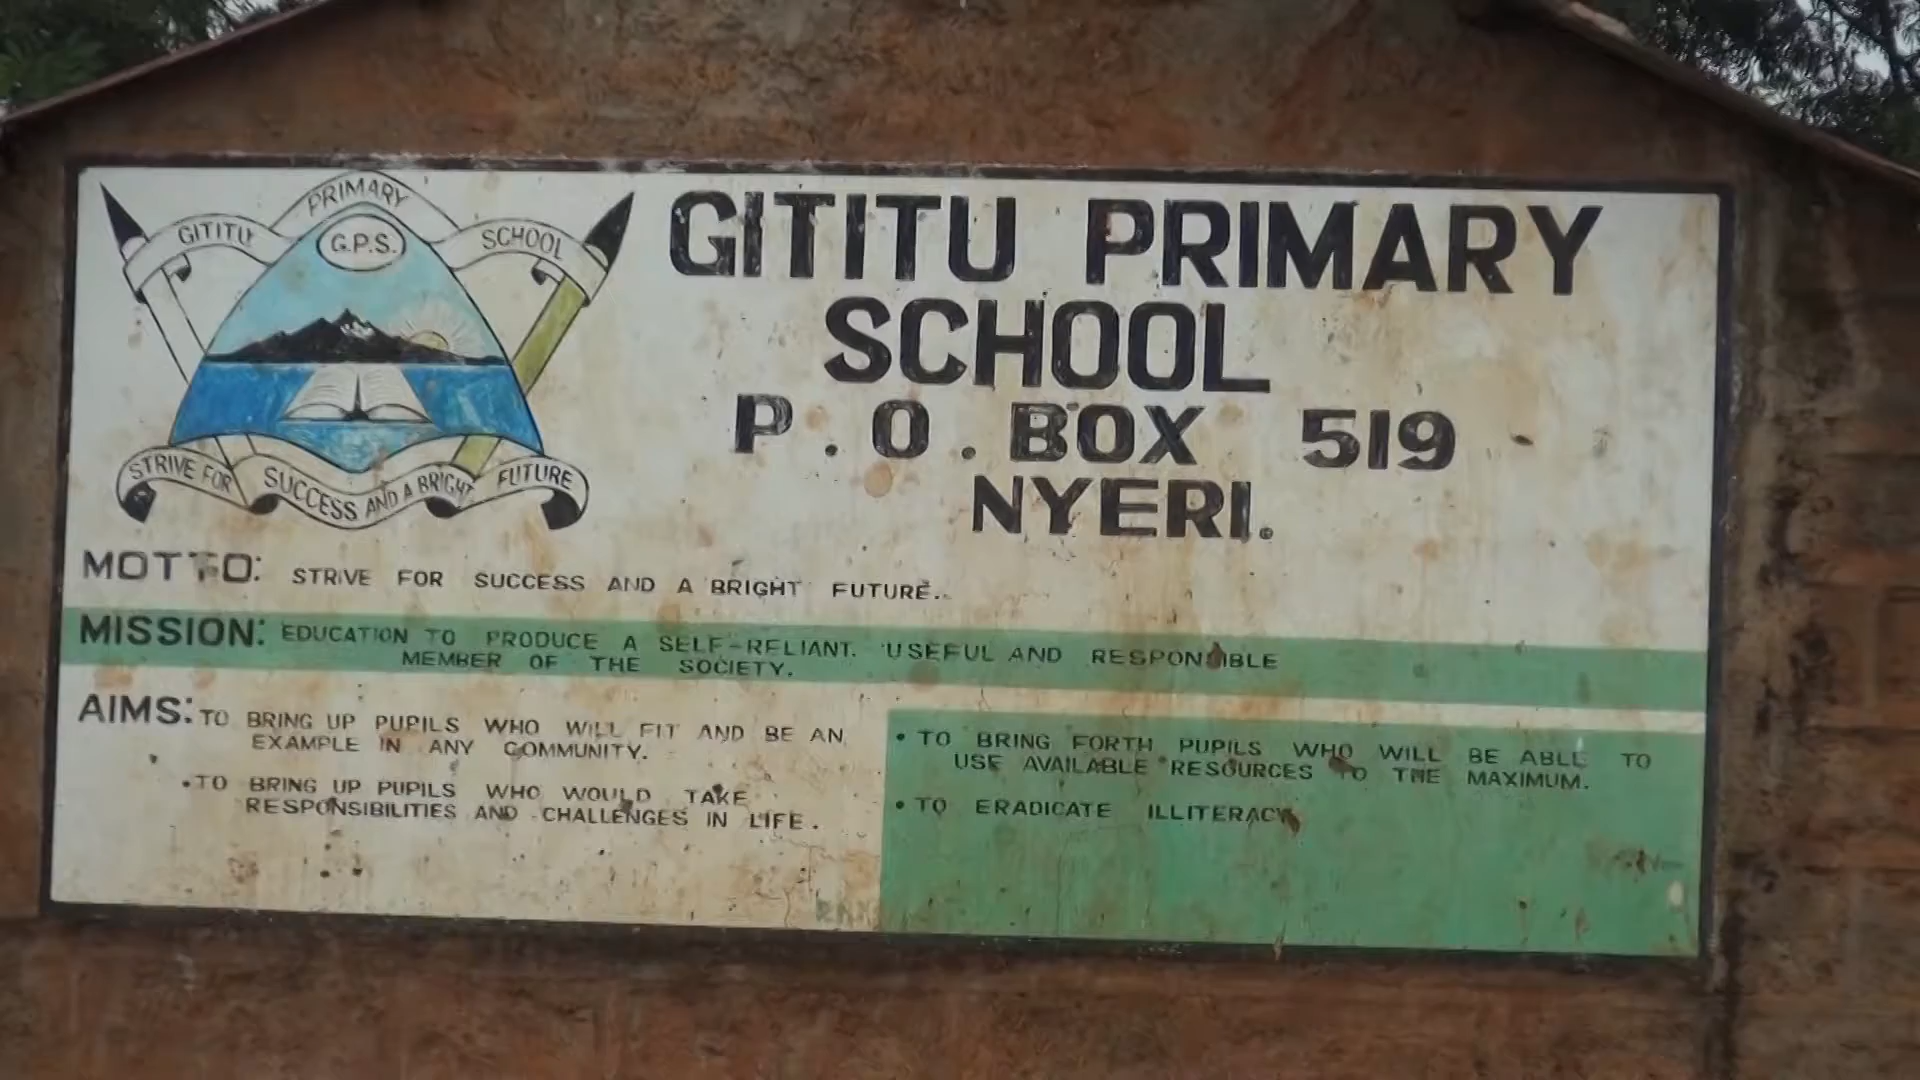 GITITU PRIMARY SCHOOL
G.P.S.
STRIVE FOR SUCCESS AND A BRIGHT FUTURE
GITITU PRIMARY
SCHOOL
P.O. BOX 519
NYERI.
MOTTO: STRIVE FOR SUCCESS AND A BRIGHT FUTURE.
MISSION: EDUCATION TO PRODUCE A SELF-RELIANT. USEFUL AND RESPONSIBLE
MEMBER OF THE SOCIETY.
AIMS: TO BRING UP PUPILS WHO WILL FIT AND BE AN
EXAMPLE IN ANY COMMUNITY.
•TO BRING UP PUPILS WHO WOULD TAKE
RESPONSIBILITIES AND CHALLENGES IN LIFE.
• TO BRING FORTH PUPILS WHO WILL BE ABLE TO
USE AVAILABLE RESOURCES TO THE MAXIMUM.
• TO ERADICATE ILLITERACY